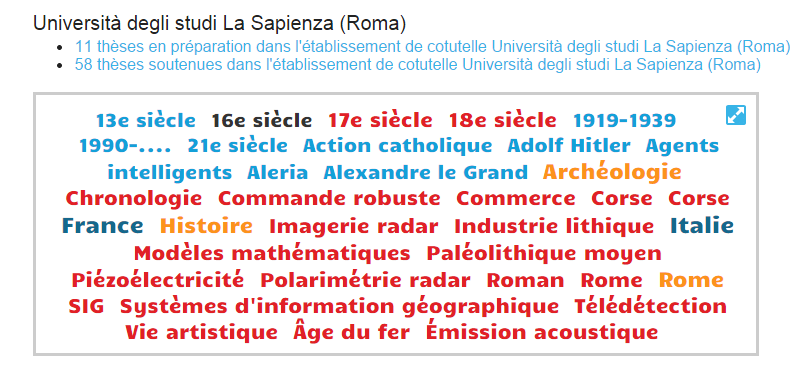 Università degli studi La Sapienza (Roma)
11 thèses en préparation dans l'établissement de cotutelle Università degli studi La Sapienza (Roma)
58 thèses soutenues dans l'établissement de cotutelle Università degli studi La Sapienza (Roma)
13e siècle 16e siècle 17e siècle 18e siècle 1919-1939
1990-.... 21e siècle Action catholique Adolf Hitler Agents
intelligents Aleria Alexandre le Grand Archéologie
Chronologie Commande robuste Commerce Corse Corse
France Histoire Imagerie radar Industrie lithique Italie
Modèles mathématiques Paléolithique moyen
Piézoélectricité Polarimétrie radar Roman Rome Rome
SIG Systèmes d'information géographique Télédétection
Vie artistique Âge du fer Émission acoustique